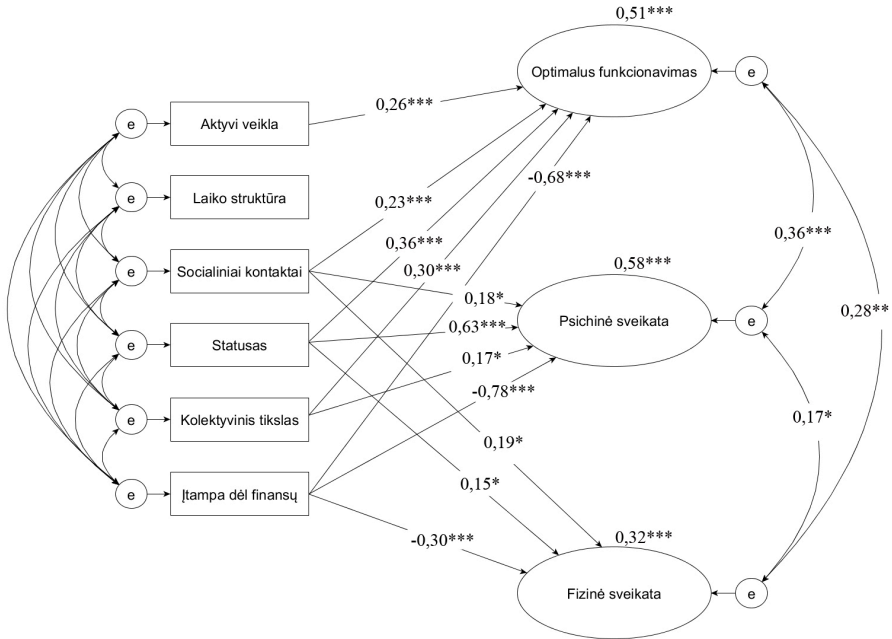 0,51***
Optimalus funkcionavimas
e
e
Aktyvi veikla
0,26***
e
Laiko struktūra
-0,68***
0,23***
0,36***
0,36***
e
Socialiniai kontaktai
0,30***
0,58***
0,18*
Psichinė sveikata
e
0,28**
0,63***
e
Statusas
0,17*
-0,78***
e
Kolektyvinis tikslas
0,17*
0,19*
0,15*
e
Įtampa dėl finansų
-0,30***
0,32***
Fizinė sveikata
e